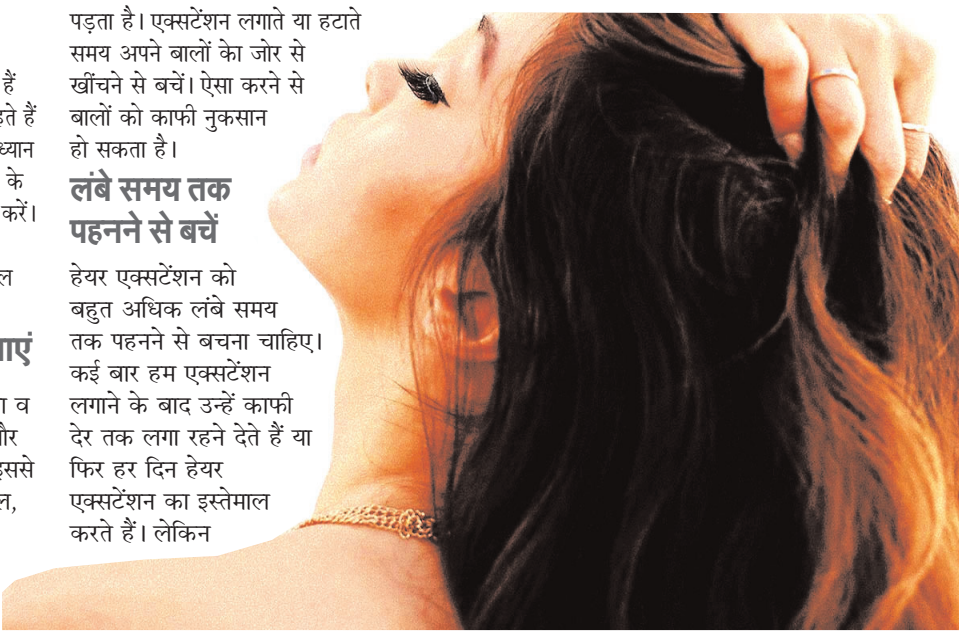 हैं
हैं
के
करें।
व
पड़ता है। एक्सटेंशन लगाते या हटाते
समय अपने बालों केा जोर से
खींचने से बचें। ऐसा करने से
बालों को काफी नुकसान
हो सकता है।
लंबे समय तक
पहनने से बचें
हेयर एक्सटेंशन को
बहुत अधिक लंबे समय
तक पहनने से बचना चाहिए।
कई बार हम एक्सटेंशन
लगाने के बाद उन्हें काफी
देर तक लगा रहने देते हैं या
फिर हर दिन हेयर
एक्सटेंशन का इस्तेमाल
करते हैं। लेकिन